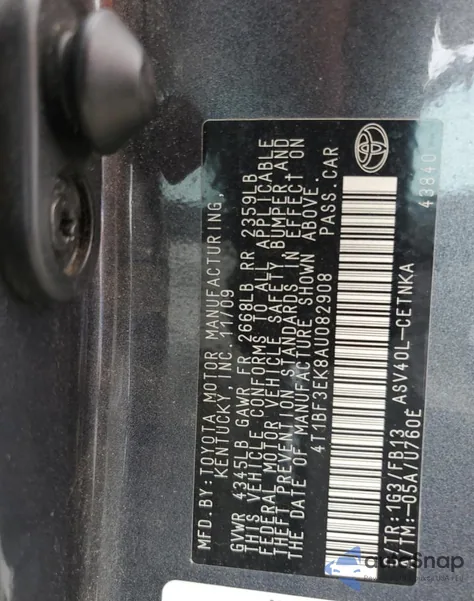 MFD.BY:TOYOTA MOTOR MANUFACTURING,
KENTUCKY, INC. 11/09
GVWR 4345LB GAWR FR 2668LB RR 2359LB
THIS VEHICLE CONFORMS TO ALL APPLICABLE
FEDERAL MOTOR VEHICLE SAFETY, BUMPER AND
THEFT PREVENTION STANDARDS IN EFFECT ON
THE DATE OF MANUFACTURE SHOWN ABOVE.
4T1BF3EK8AU082908 PASS.CAR
C/TR:1G3/FB13 ASV40L-CETNKA
A/TM:-05A/U760E
43840
AutoSnap